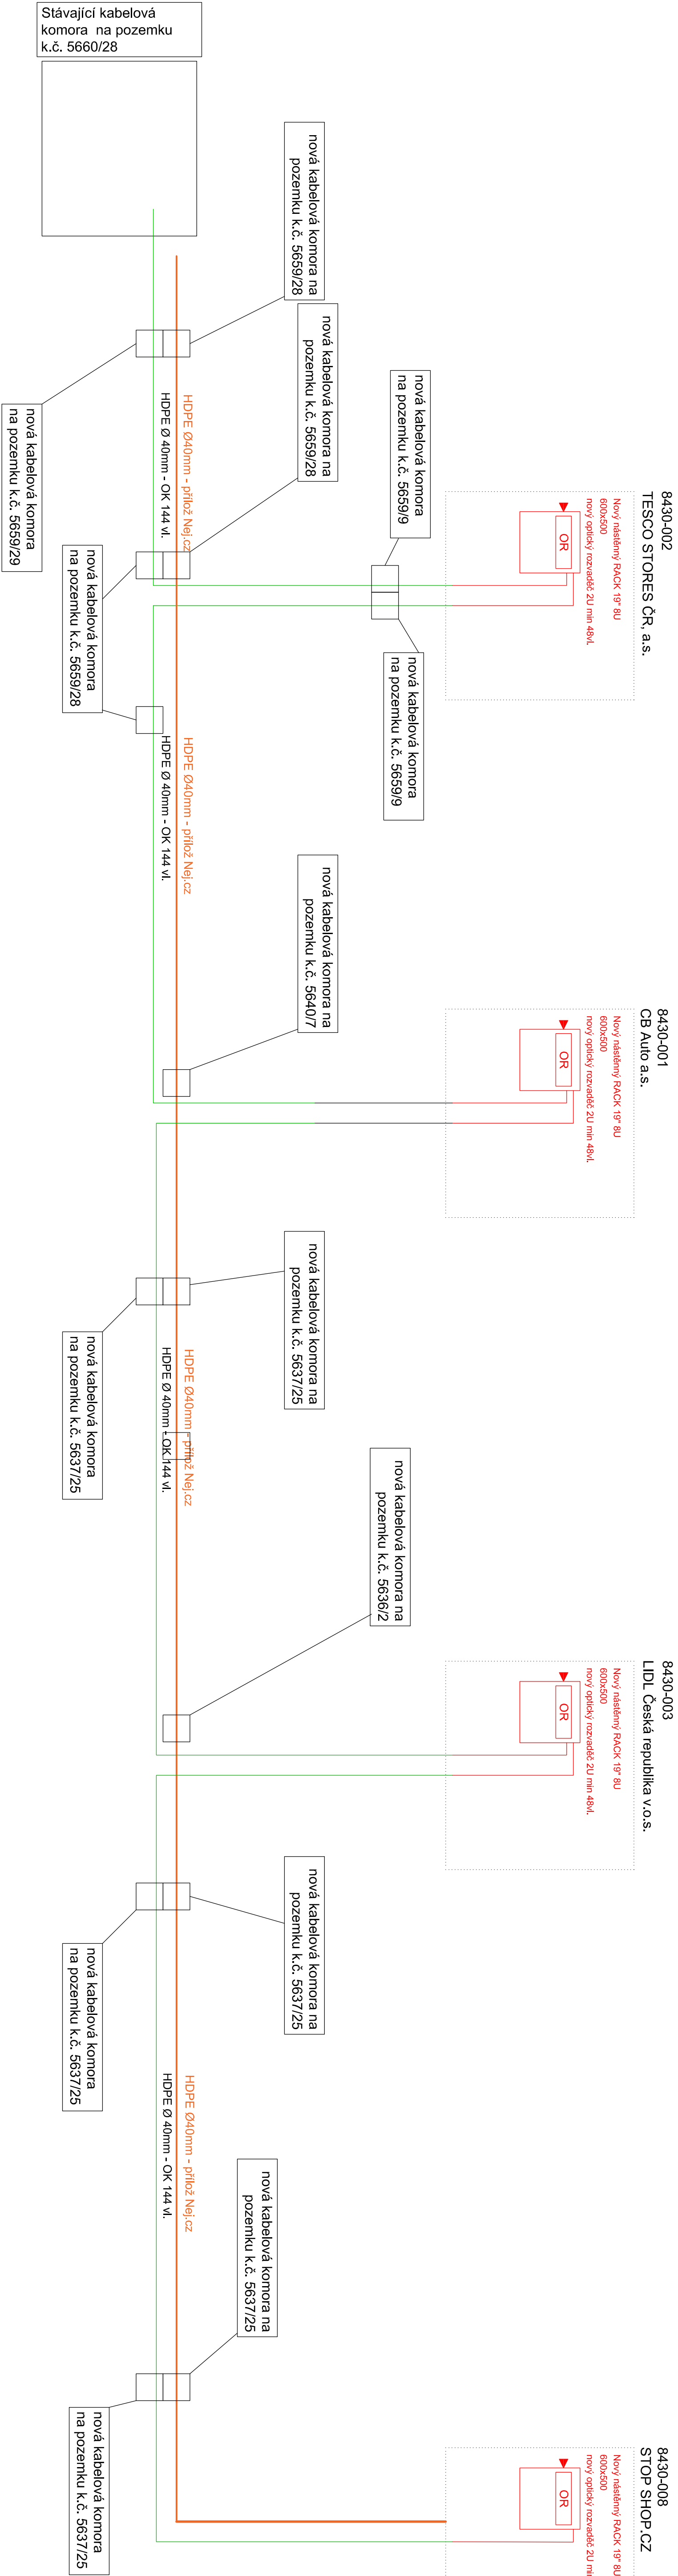 Stávající kabelová
komora na pozemku
k.č. 5660/28
nová kabelová komora na
pozemku k.č. 5659/28
nová kabelová komora na
pozemku k.č. 5659/28
nová kabelová komora
na pozemku k.č. 5659/9
8430-002
TESCO STORES ČR, a.s.
Nový nástěnný RACK 19" 8U
600x500
nový optický rozvaděč 2U min 48vl.
OR
HDPE Ø40mm - přílož Nej.cz
HDPE Ø 40mm - OK 144 vl.
nová kabelová komora
na pozemku k.č. 5659/29
nová kabelová komora
na pozemku k.č. 5659/28
nová kabelová komora
na pozemku k.č. 5659/9
HDPE Ø40mm - přílož Nej.cz
HDPE Ø 40mm - OK 144 vl.
nová kabelová komora na
pozemku k.č. 5640/7
8430-001
CB Auto a.s.
Nový nástěnný RACK 19" 8U
600x500
nový optický rozvaděč 2U min 48vl.
OR
nová kabelová komora na
pozemku k.č. 5637/25
nová kabelová komora
na pozemku k.č. 5637/25
HDPE Ø40mm - přílož Nej.cz
HDPE Ø 40mm - OK 144 vl.
nová kabelová komora na
pozemku k.č. 5636/2
8430-003
LIDL Česká republika v.o.s.
Nový nástěnný RACK 19" 8U
600x500
nový optický rozvaděč 2U min 48vl.
OR
nová kabelová komora na
pozemku k.č. 5637/25
nová kabelová komora
na pozemku k.č. 5637/25
HDPE Ø40mm - přílož Nej.cz
HDPE Ø 40mm - OK 144 vl.
nová kabelová komora na
pozemku k.č. 5637/25
nová kabelová komora
na pozemku k.č. 5637/25
8430-008
STOP SHOP.CZ
Nový nástěnný RACK 19" 8U
600x500
nový optický rozvaděč 2U
OR